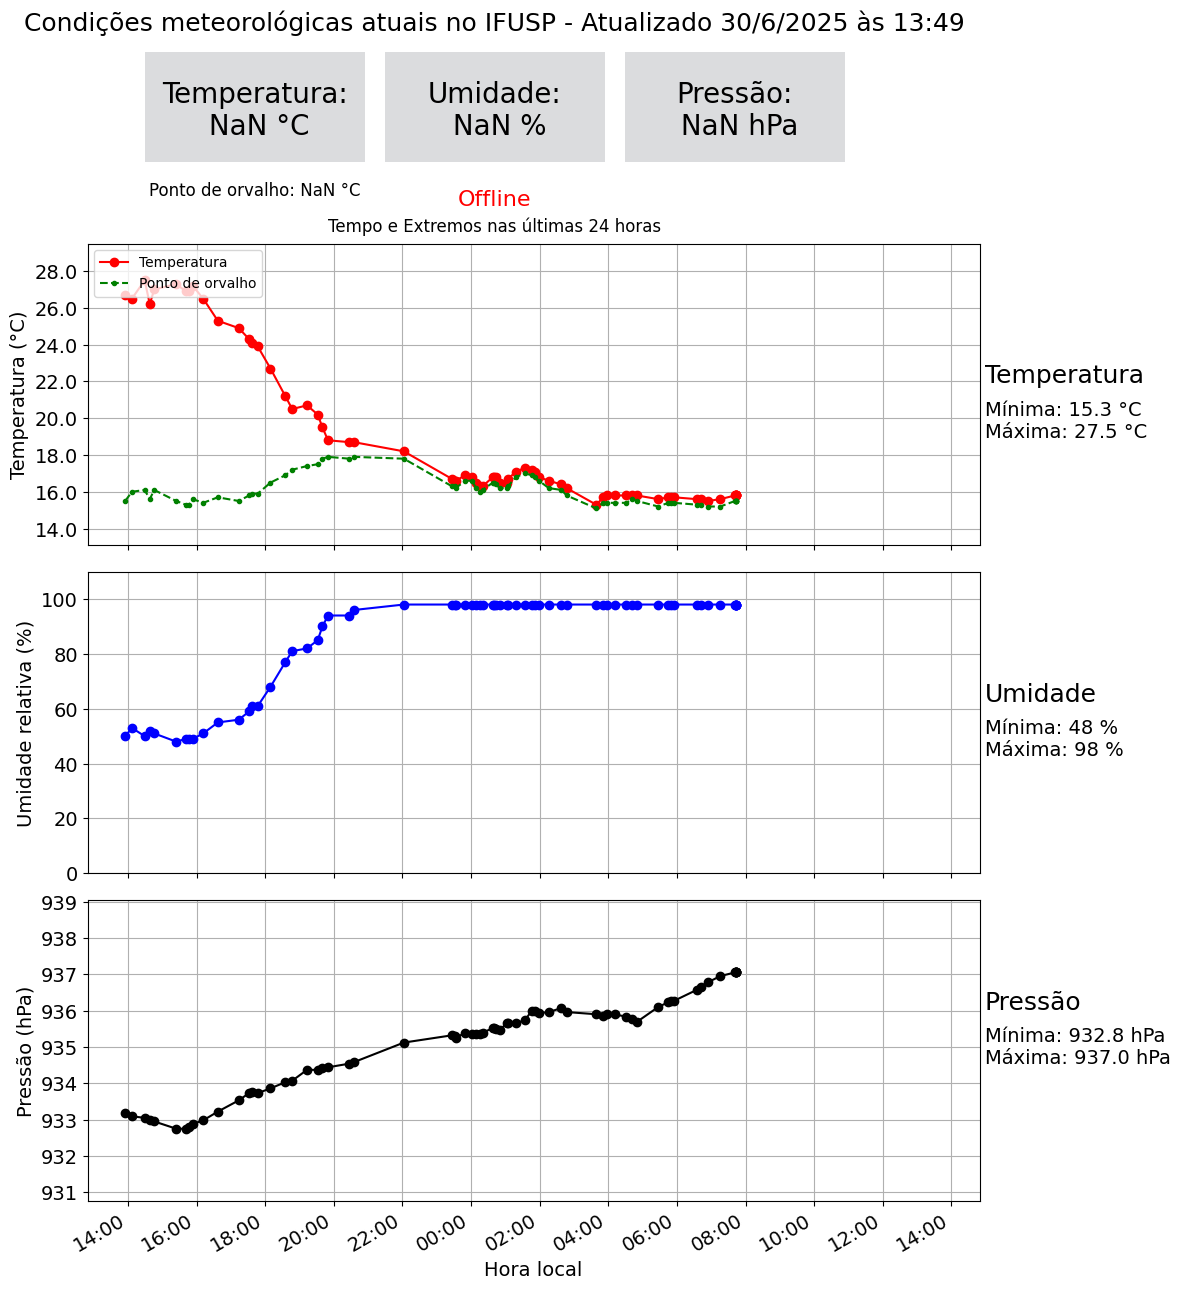 Condições meteorológicas atuais no IFUSP - Atualizado 30/6/2025 às 13:49
Temperatura:
NaN °C
Umidade:
NaN %
Pressão:
NaN hPa
Ponto de orvalho: NaN °C
Offline
Tempo e Extremos nas últimas 24 horas
Temperatura
Ponto de orvalho
28.0
26.0
24.0
22.0
20.0
18.0
16.0
14.0
Temperatura (°C)
Temperatura
Mínima: 15.3 °C
Máxima: 27.5 °C
100
80
60
40
20
0
Umidade relativa (%)
Umidade
Mínima: 48 %
Máxima: 98 %
939
938
937
936
935
934
933
932
931
Pressão (hPa)
Pressão
Mínima: 932.8 hPa
Máxima: 937.0 hPa
14:00 16:00 18:00 20:00 22:00 00:00 02:00 04:00 06:00 08:00 10:00 12:00 14:00
Hora local